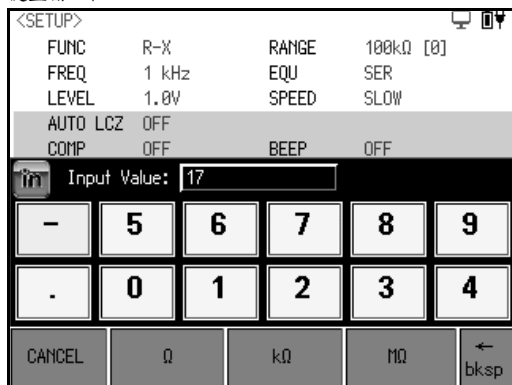 <SETUP>
FUNC R-X RANGE 100kΩ [0]
FREQ 1 kHz EQU SER
LEVEL 1.0V SPEED SLOW
AUTO LCZ OFF
COMP OFF BEEP OFF
in Input Value: 17
- 5 6 7 8 9
. 0 1 2 3 4
CANCEL Ω kΩ MΩ ← bksp